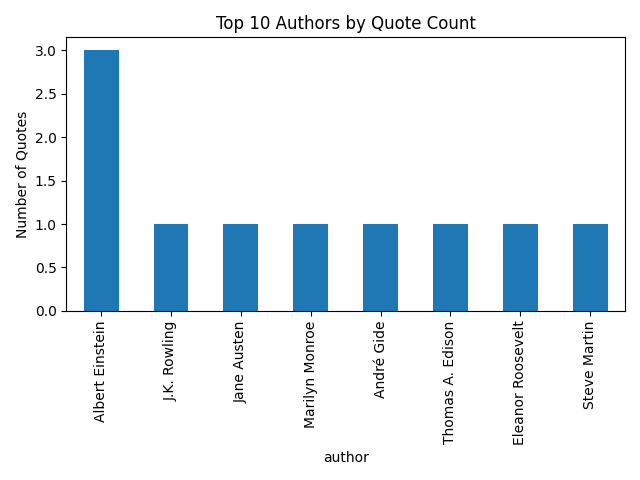 Top 10 Authors by Quote Count
Number of Quotes
3.0
2.5
2.0
1.5
1.0
0.5
0.0
Albert Einstein
J.K. Rowling
Jane Austen
Marilyn Monroe
André Gide
Thomas A. Edison
Eleanor Roosevelt
Steve Martin
author